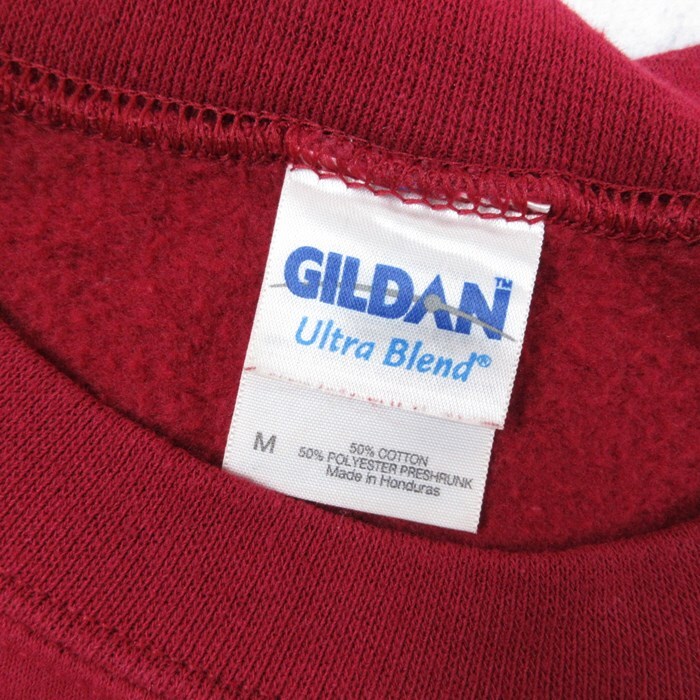 GILDAN™
Ultra Blend®
M
50% COTTON
50% POLYESTER PRESHRUNK
Made in Honduras